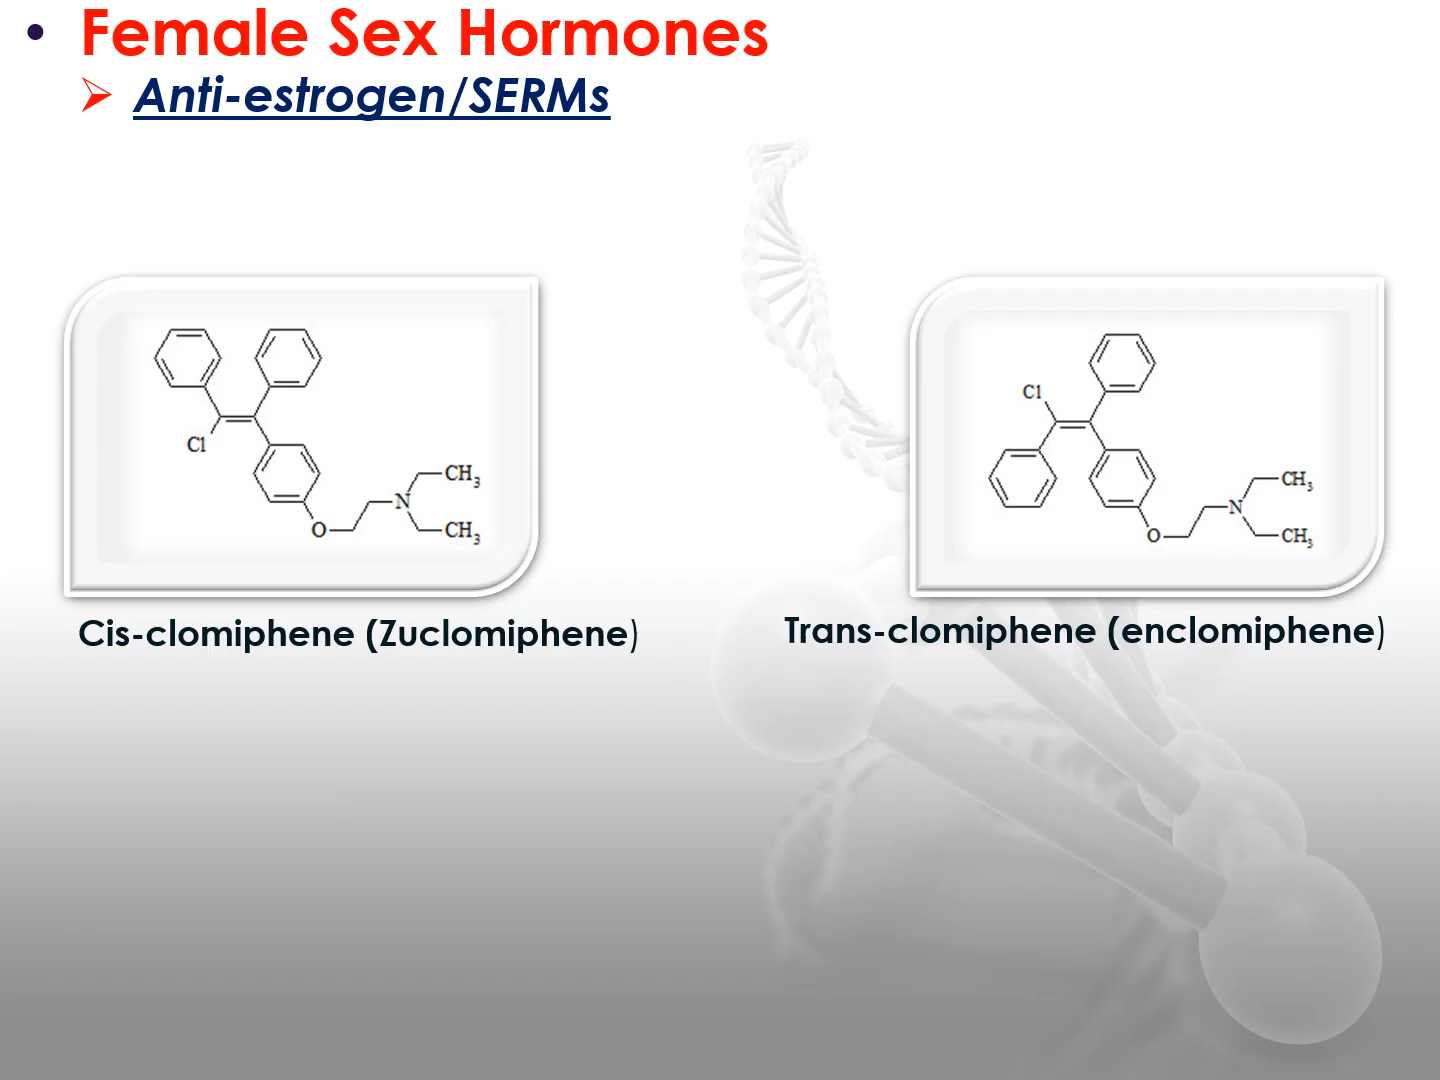 • Female Sex Hormones
➢ Anti-estrogen/SERMs
Cl
O
N
CH3
CH3
Cis-clomiphene (Zuclomiphene)
Cl
O
N
CH3
CH3
Trans-clomiphene (enclomiphene)